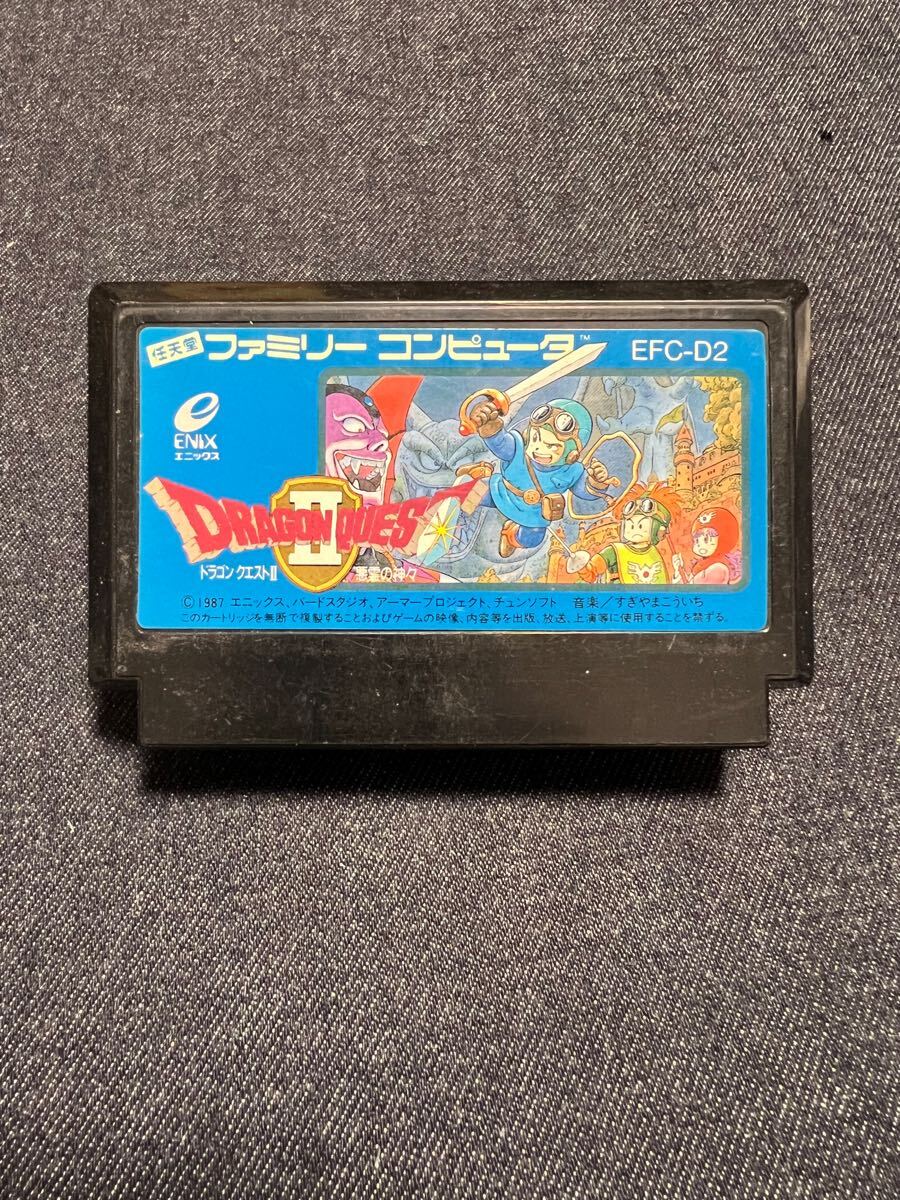 任天堂 ファミリー コンピュータ™ EFC-D2
ENIX
エニックス
DRAGON QUEST
II
ドラゴンクエストII 悪霊の神々
©1987 エニックス、バードスタジオ、アーマープロジェクト、チュンソフト 音楽/すぎやまこういち
このカートリッジを無断で複製することおよびゲームの映像、内容等を出版、放送、上演等に使用することを禁ずる。